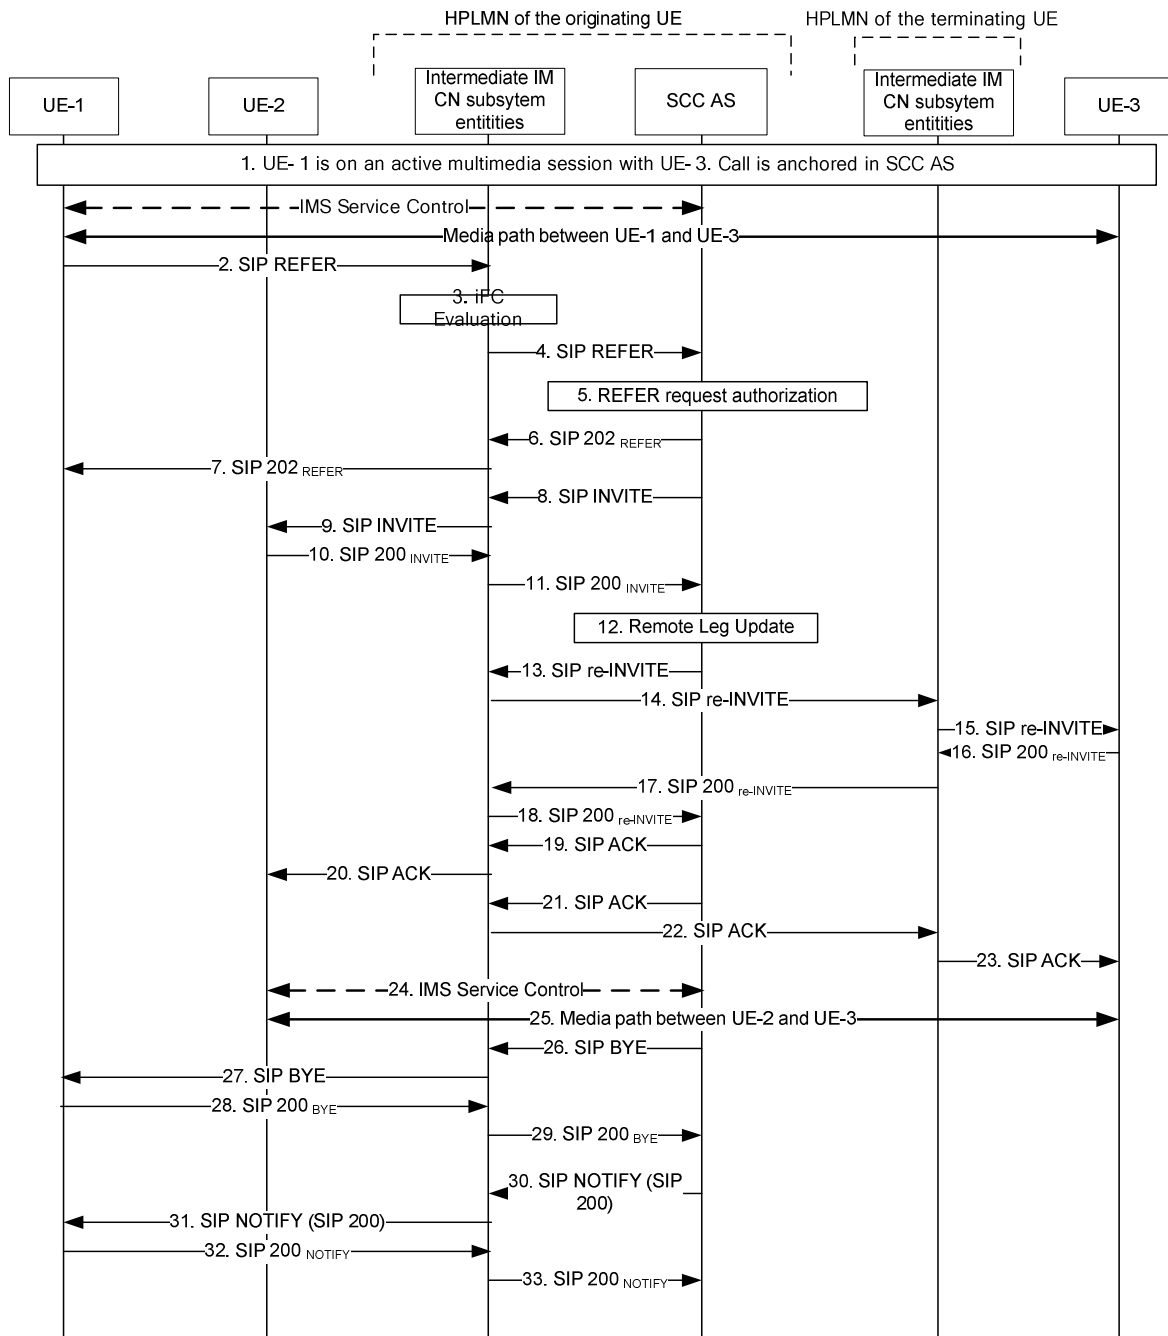 HPLMN of the originating UE
HPLMN of the terminating UE
UE-1
UE-2
Intermediate IM
CN subsytem
entitities
SCC AS
Intermediate IM
CN subsytem
entitities
UE-3
1. UE- 1 is on an active multimedia session with UE- 3. Call is anchored in SCC AS
IMS Service Control
Media path between UE-1 and UE-3
2. SIP REFER
3. iFC
Evaluation
4. SIP REFER
5. REFER request authorization
6. SIP 202 REFER
7. SIP 202 REFER
8. SIP INVITE
9. SIP INVITE
10. SIP 200 INVITE
11. SIP 200 INVITE
12. Remote Leg Update
13. SIP re-INVITE
14. SIP re-INVITE
15. SIP re-INVITE
16. SIP 200 re-INVITE
17. SIP 200 re-INVITE
18. SIP 200 re-INVITE
19. SIP ACK
20. SIP ACK
21. SIP ACK
22. SIP ACK
23. SIP ACK
24. IMS Service Control
25. Media path between UE-2 and UE-3
26. SIP BYE
27. SIP BYE
28. SIP 200 BYE
29. SIP 200 BYE
30. SIP NOTIFY (SIP
200)
31. SIP NOTIFY (SIP 200)
32. SIP 200 NOTIFY
33. SIP 200 NOTIFY